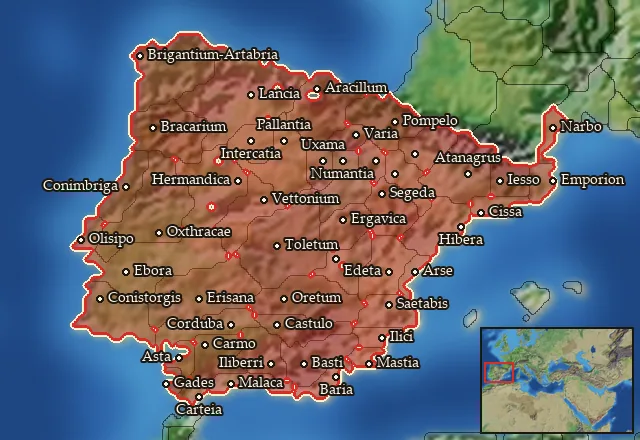 Brigantium-Artabria
Aracillum
Lancia
Pompelo
Pallantia
Bracarium
Varia
Narbo
Uxama
Intercatia
Atanagrus
Numantia
Hermandica
Iesso
Emporion
Conimbriga
Segeda
Vettonium
Cissa
Ergavica
Oxthracae
Olisipo
Hibera
Toletum
Ebora
Edeta
Arse
Conistorgis
Erisana
Oretum
Saetabis
Corduba
Castulo
Ilici
Carmo
Asta
Iliberri
Basti
Mastia
Gades
Malaca
Baria
Carteia